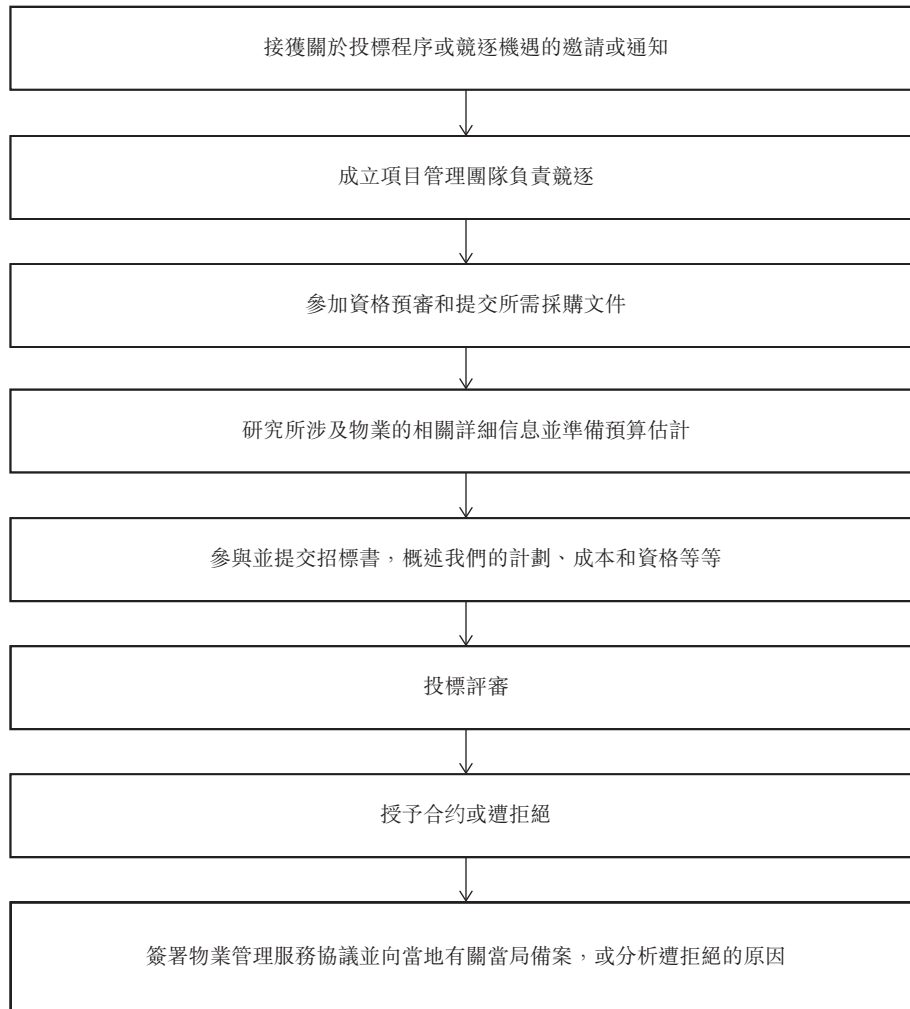 接獲關於投標程序或競逐機遇的邀請或通知
成立項目管理團隊負責競逐
參加資格預審和提交所需採購文件
研究所涉及物業的相關詳細信息並準備預算估計
參與並提交招標書，概述我們的計劃、成本和資格等等
投標評審
授予合约或遭拒絕
簽署物業管理服務協議並向當地有關當局備案，或分析遭拒絕的原因